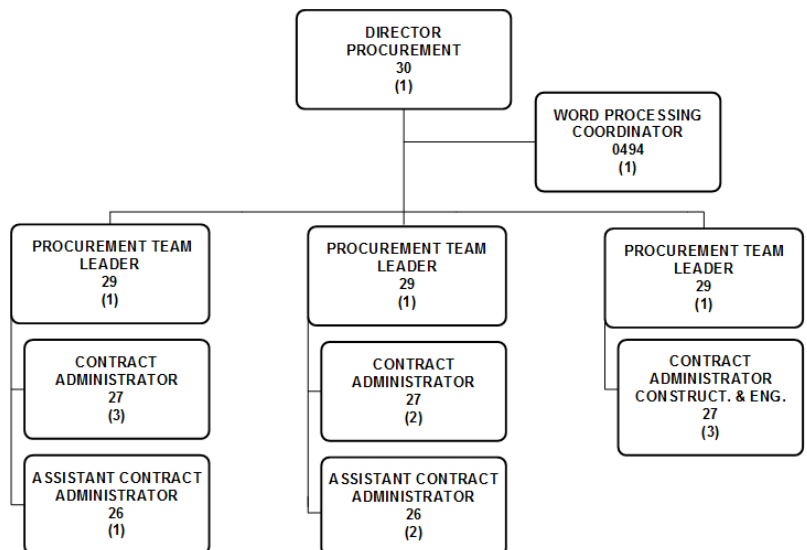 DIRECTOR
PROCUREMENT
30
(1)
WORD PROCESSING
COORDINATOR
0494
(1)
PROCUREMENT TEAM
LEADER
29
(1)
PROCUREMENT TEAM
LEADER
29
(1)
PROCUREMENT TEAM
LEADER
29
(1)
CONTRACT
ADMINISTRATOR
27
(3)
CONTRACT
ADMINISTRATOR
27
(2)
CONTRACT
ADMINISTRATOR
CONSTRUCT. & ENG.
27
(3)
ASSISTANT CONTRACT
ADMINISTRATOR
26
(1)
ASSISTANT CONTRACT
ADMINISTRATOR
26
(2)